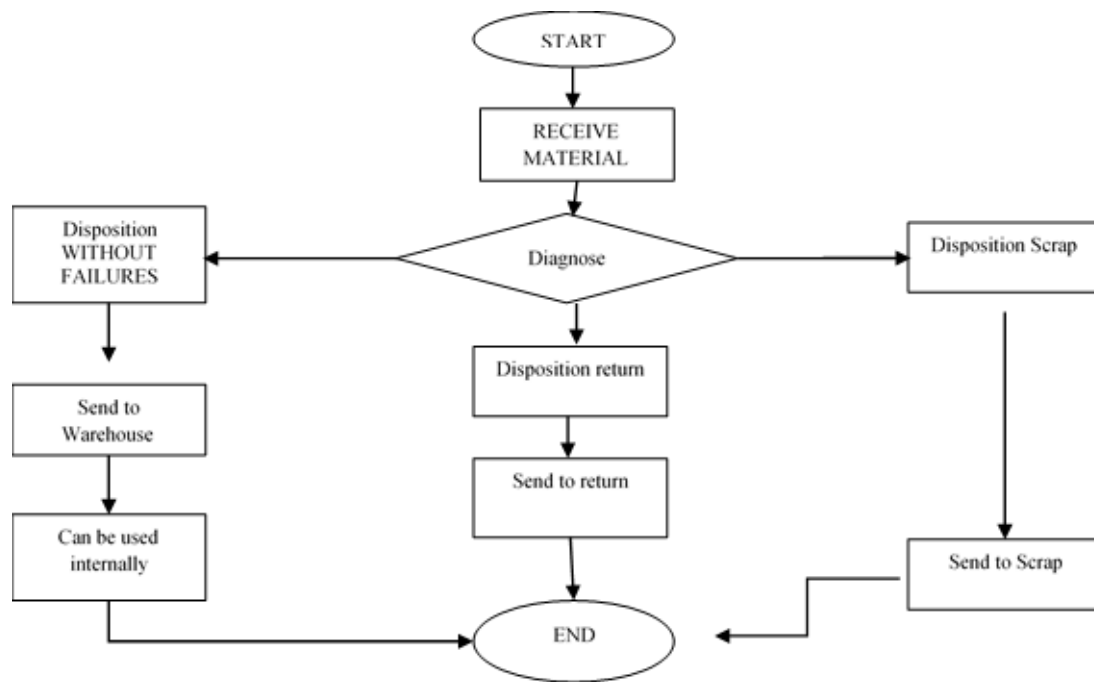 START
RECEIVE
MATERIAL
Disposition
WITHOUT
FAILURES
Diagnose
Disposition Scrap
Disposition return
Send to
Warehouse
Send to return
Can be used
internally
Send to Scrap
END